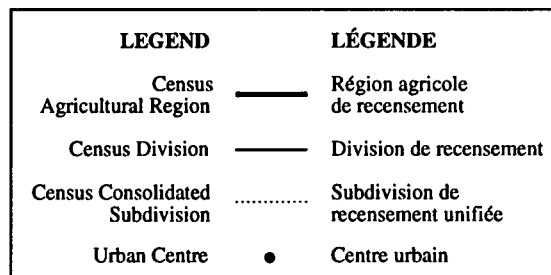 LEGEND LÉGENDE
Census Région agricole
Agricultural Region de recensement
Census Division Division de recensement
Census Consolidated Subdivision de
Subdivision recensement unifiée
Urban Centre Centre urbain